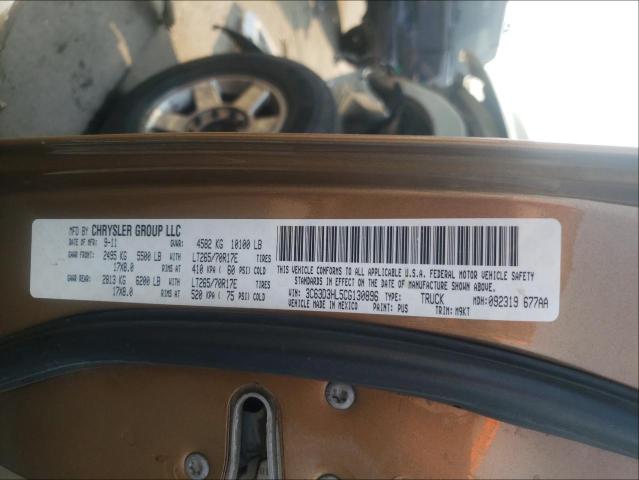 MFD BY CHRYSLER GROUP LLC
DATE OF MFR: 9-11 GVWR: 4582 KG 10100 LB
GAWR FRONT: 2495 KG 5500 LB WITH LT265/70R17E TIRES
17X8.0 RIMS AT 410 KPA ( 60 PSI) COLD
GAWR REAR: 2813 KG 6200 LB WITH LT265/70R17E TIRES
17X8.0 RIMS AT 520 KPA ( 75 PSI) COLD
THIS VEHICLE CONFORMS TO ALL APPLICABLE U.S.A. FEDERAL MOTOR VEHICLE SAFETY
STANDARDS IN EFFECT ON THE DATE OF MANUFACTURE SHOWN ABOVE.
VIN: 3C63D3HL5CG130896 TYPE: TRUCK MDH: 092319 677AA
VEHICLE MADE IN MEXICO PAINT: PUS TRIM: M9KT